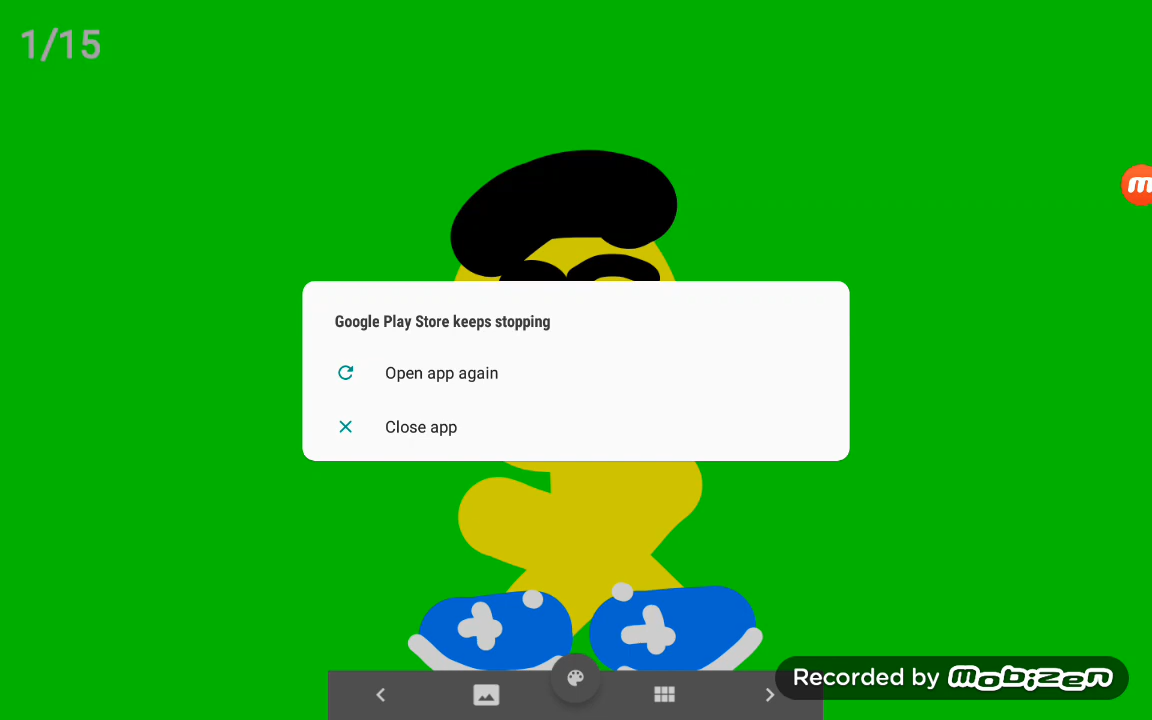 1/15
Google Play Store keeps stopping
Open app again
Close app
Recorded by mobizen